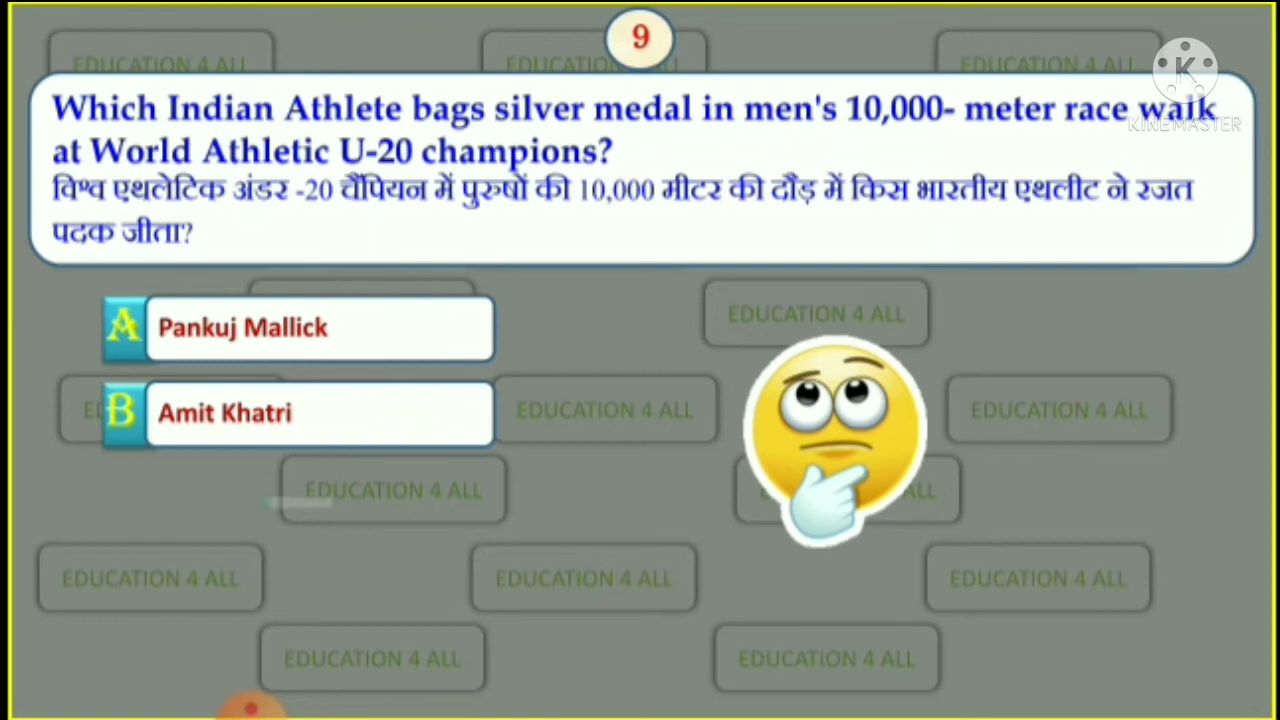 9
EDUCATION 4 ALL
EDUCATION 4 ALL
EDUCATION 4 ALL
K
KINEMASTER
Which Indian Athlete bags silver medal in men's 10,000- meter race walk
at World Athletic U-20 champions?
विश्व एथलेटिक अंडर -20 चैंपियन में पुरुषों की 10,000 मीटर की दौड़ में किस भारतीय एथलीट ने रजत
पदक जीता?
A Pankuj Mallick
EDUCATION 4 ALL
B Amit Khatri
EDUCATION 4 ALL
EDUCATION 4 ALL
EDUCATION 4 ALL
ALL
EDUCATION 4 ALL
EDUCATION 4 ALL
EDUCATION 4 ALL
EDUCATION 4 ALL
EDUCATION 4 ALL